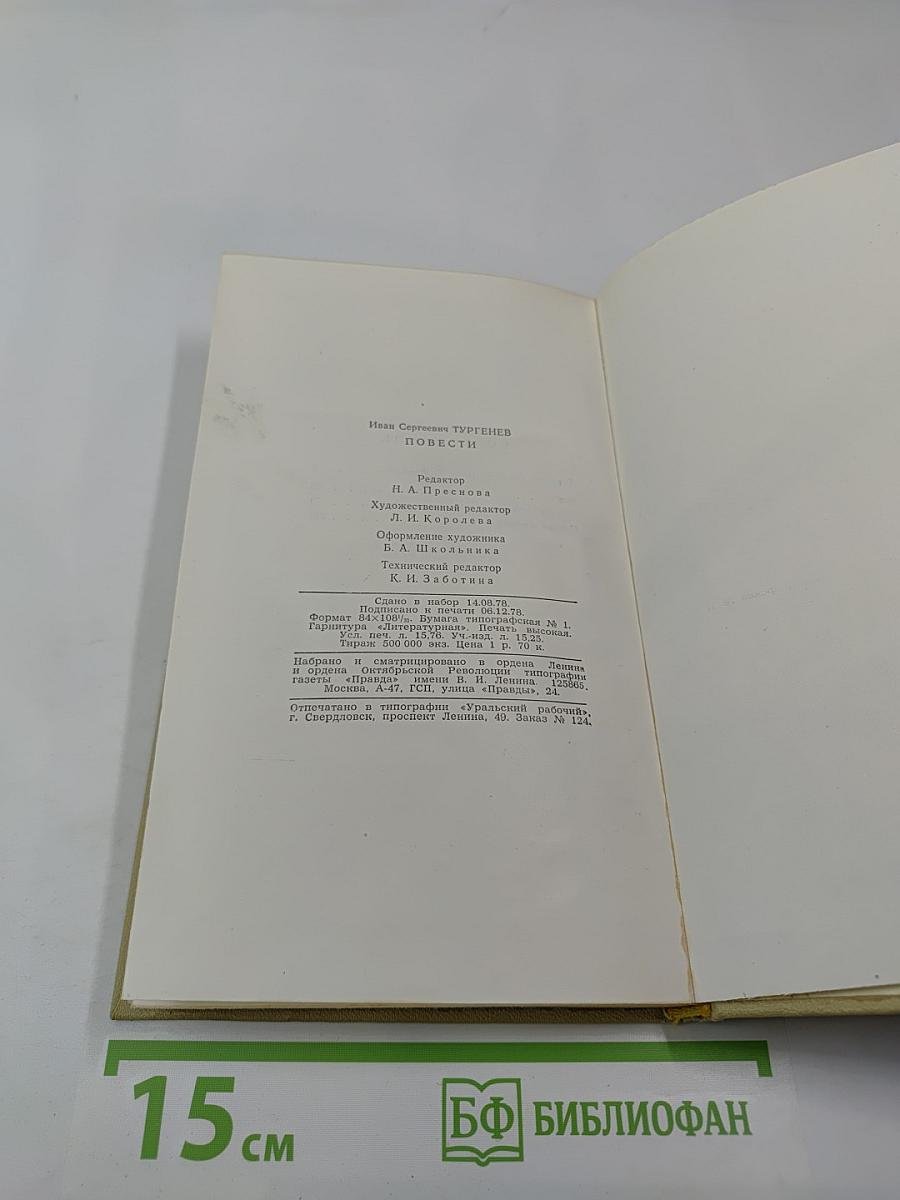 Иван Сергеевич ТУРГЕНЕВ
ПОВЕСТИ
Редактор
Н. А. Преснова
Художественный редактор
Л. И. Королева
Оформление художника
Б. А. Школьника
Технический редактор
К. И. Заботина
Сдано в набор 14.08.78.
Подписано к печати 06.12.78.
Формат 84×108¹/₃₂. Бумага типографская № 1.
Гарнитура «Литературная». Печать высокая.
Усл. печ. л. 15,76. Уч.-изд. л. 15,25.
Тираж 500 000 экз. Цена 1 р. 70 к.
Набрано и сматрицировано в ордена Ленина
и ордена Октябрьской Революции типографии
газеты «Правда» имени В. И. Ленина. 125865.
Москва, А-47, ГСП, улица «Правды», 24.
Отпечатано в типографии «Уральский рабочий»,
г. Свердловск, проспект Ленина, 49. Заказ № 124.
15 см
БФ БИБЛИОФАН